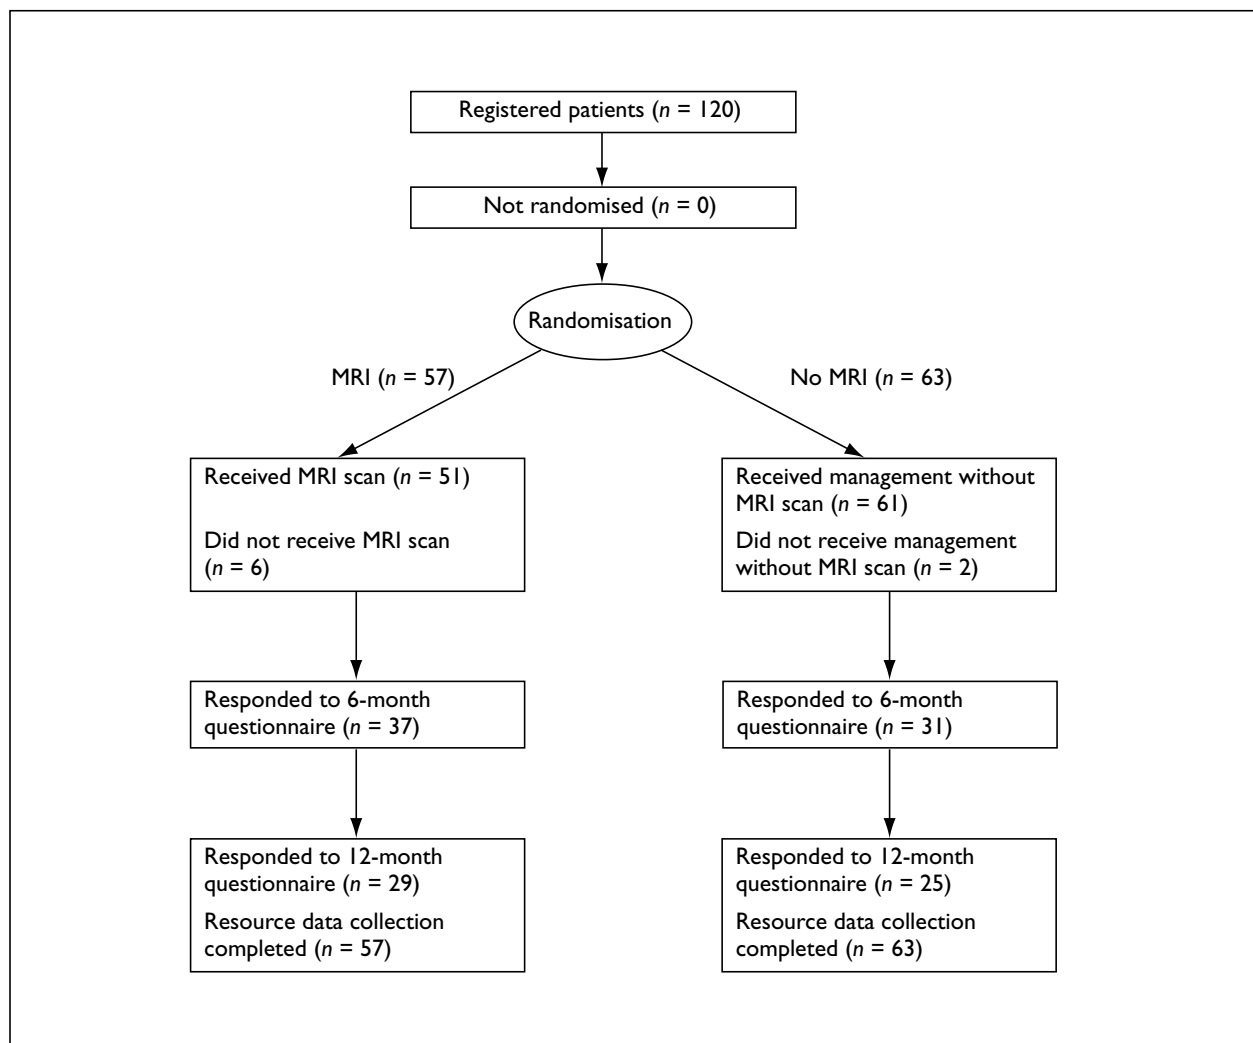 Registered patients (n = 120)
Not randomised (n = 0)
Randomisation
MRI (n = 57)
No MRI (n = 63)
Received MRI scan (n = 51)
Did not receive MRI scan
(n = 6)
Received management without
MRI scan (n = 61)
Did not receive management
without MRI scan (n = 2)
Responded to 6-month
questionnaire (n = 37)
Responded to 6-month
questionnaire (n = 31)
Responded to 12-month
questionnaire (n = 29)
Resource data collection
completed (n = 57)
Responded to 12-month
questionnaire (n = 25)
Resource data collection
completed (n = 63)